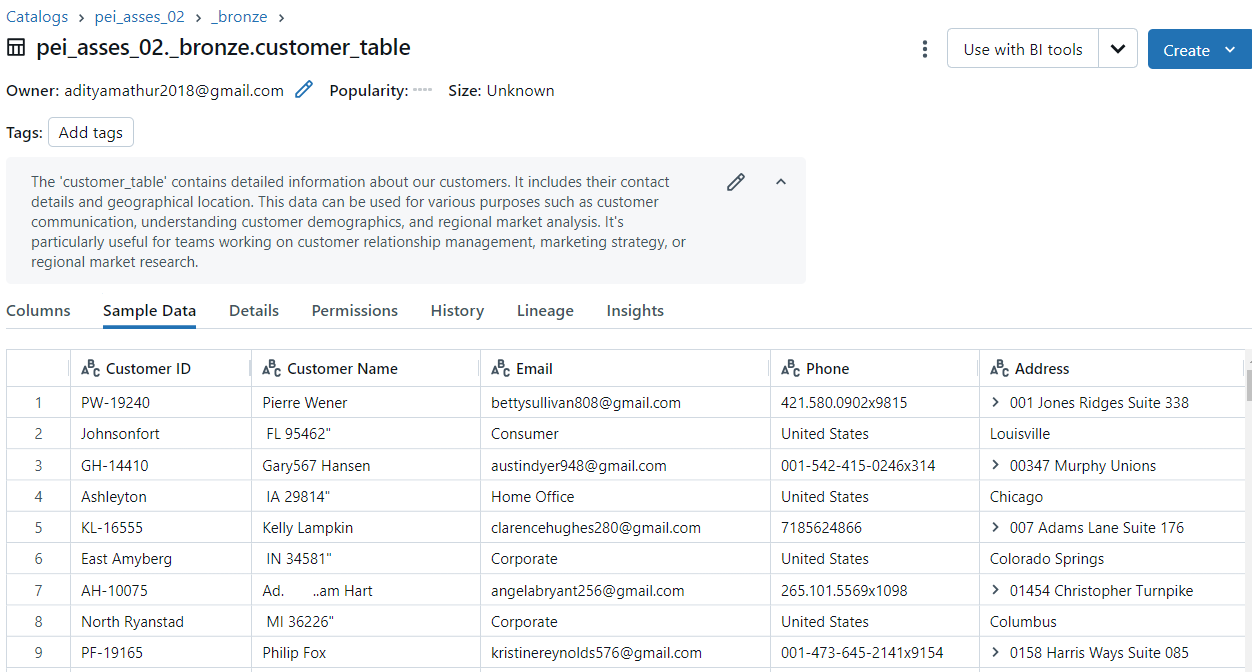 Catalogs > pei_asses_02 > _bronze >
pei_asses_02._bronze.customer_table
Use with BI tools
Create
Owner: adityamathur2018@gmail.com Popularity: Size: Unknown
Tags: Add tags
The 'customer_table' contains detailed information about our customers. It includes their contact
details and geographical location. This data can be used for various purposes such as customer
communication, understanding customer demographics, and regional market analysis. It's
particularly useful for teams working on customer relationship management, marketing strategy, or
regional market research.
Columns Sample Data Details Permissions History Lineage Insights
ABC Customer ID ABC Customer Name ABC Email ABC Phone ABC Address
1 PW-19240 Pierre Wener bettysullivan808@gmail.com 421.580.0902x9815 > 001 Jones Ridges Suite 338
2 Johnsonfort FL 95462" Consumer United States Louisville
3 GH-14410 Gary567 Hansen austindyer948@gmail.com 001-542-415-0246x314 > 00347 Murphy Unions
4 Ashleyton IA 29814" Home Office United States Chicago
5 KL-16555 Kelly Lampkin clarencehughes280@gmail.com 7185624866 > 007 Adams Lane Suite 176
6 East Amyberg IN 34581" Corporate United States Colorado Springs
7 AH-10075 Ad. ..am Hart angelabryant256@gmail.com 265.101.5569x1098 > 01454 Christopher Turnpike
8 North Ryanstad MI 36226" Corporate United States Columbus
9 PF-19165 Philip Fox kristinereynolds576@gmail.com 001-473-645-2141x9154 > 0158 Harris Ways Suite 085